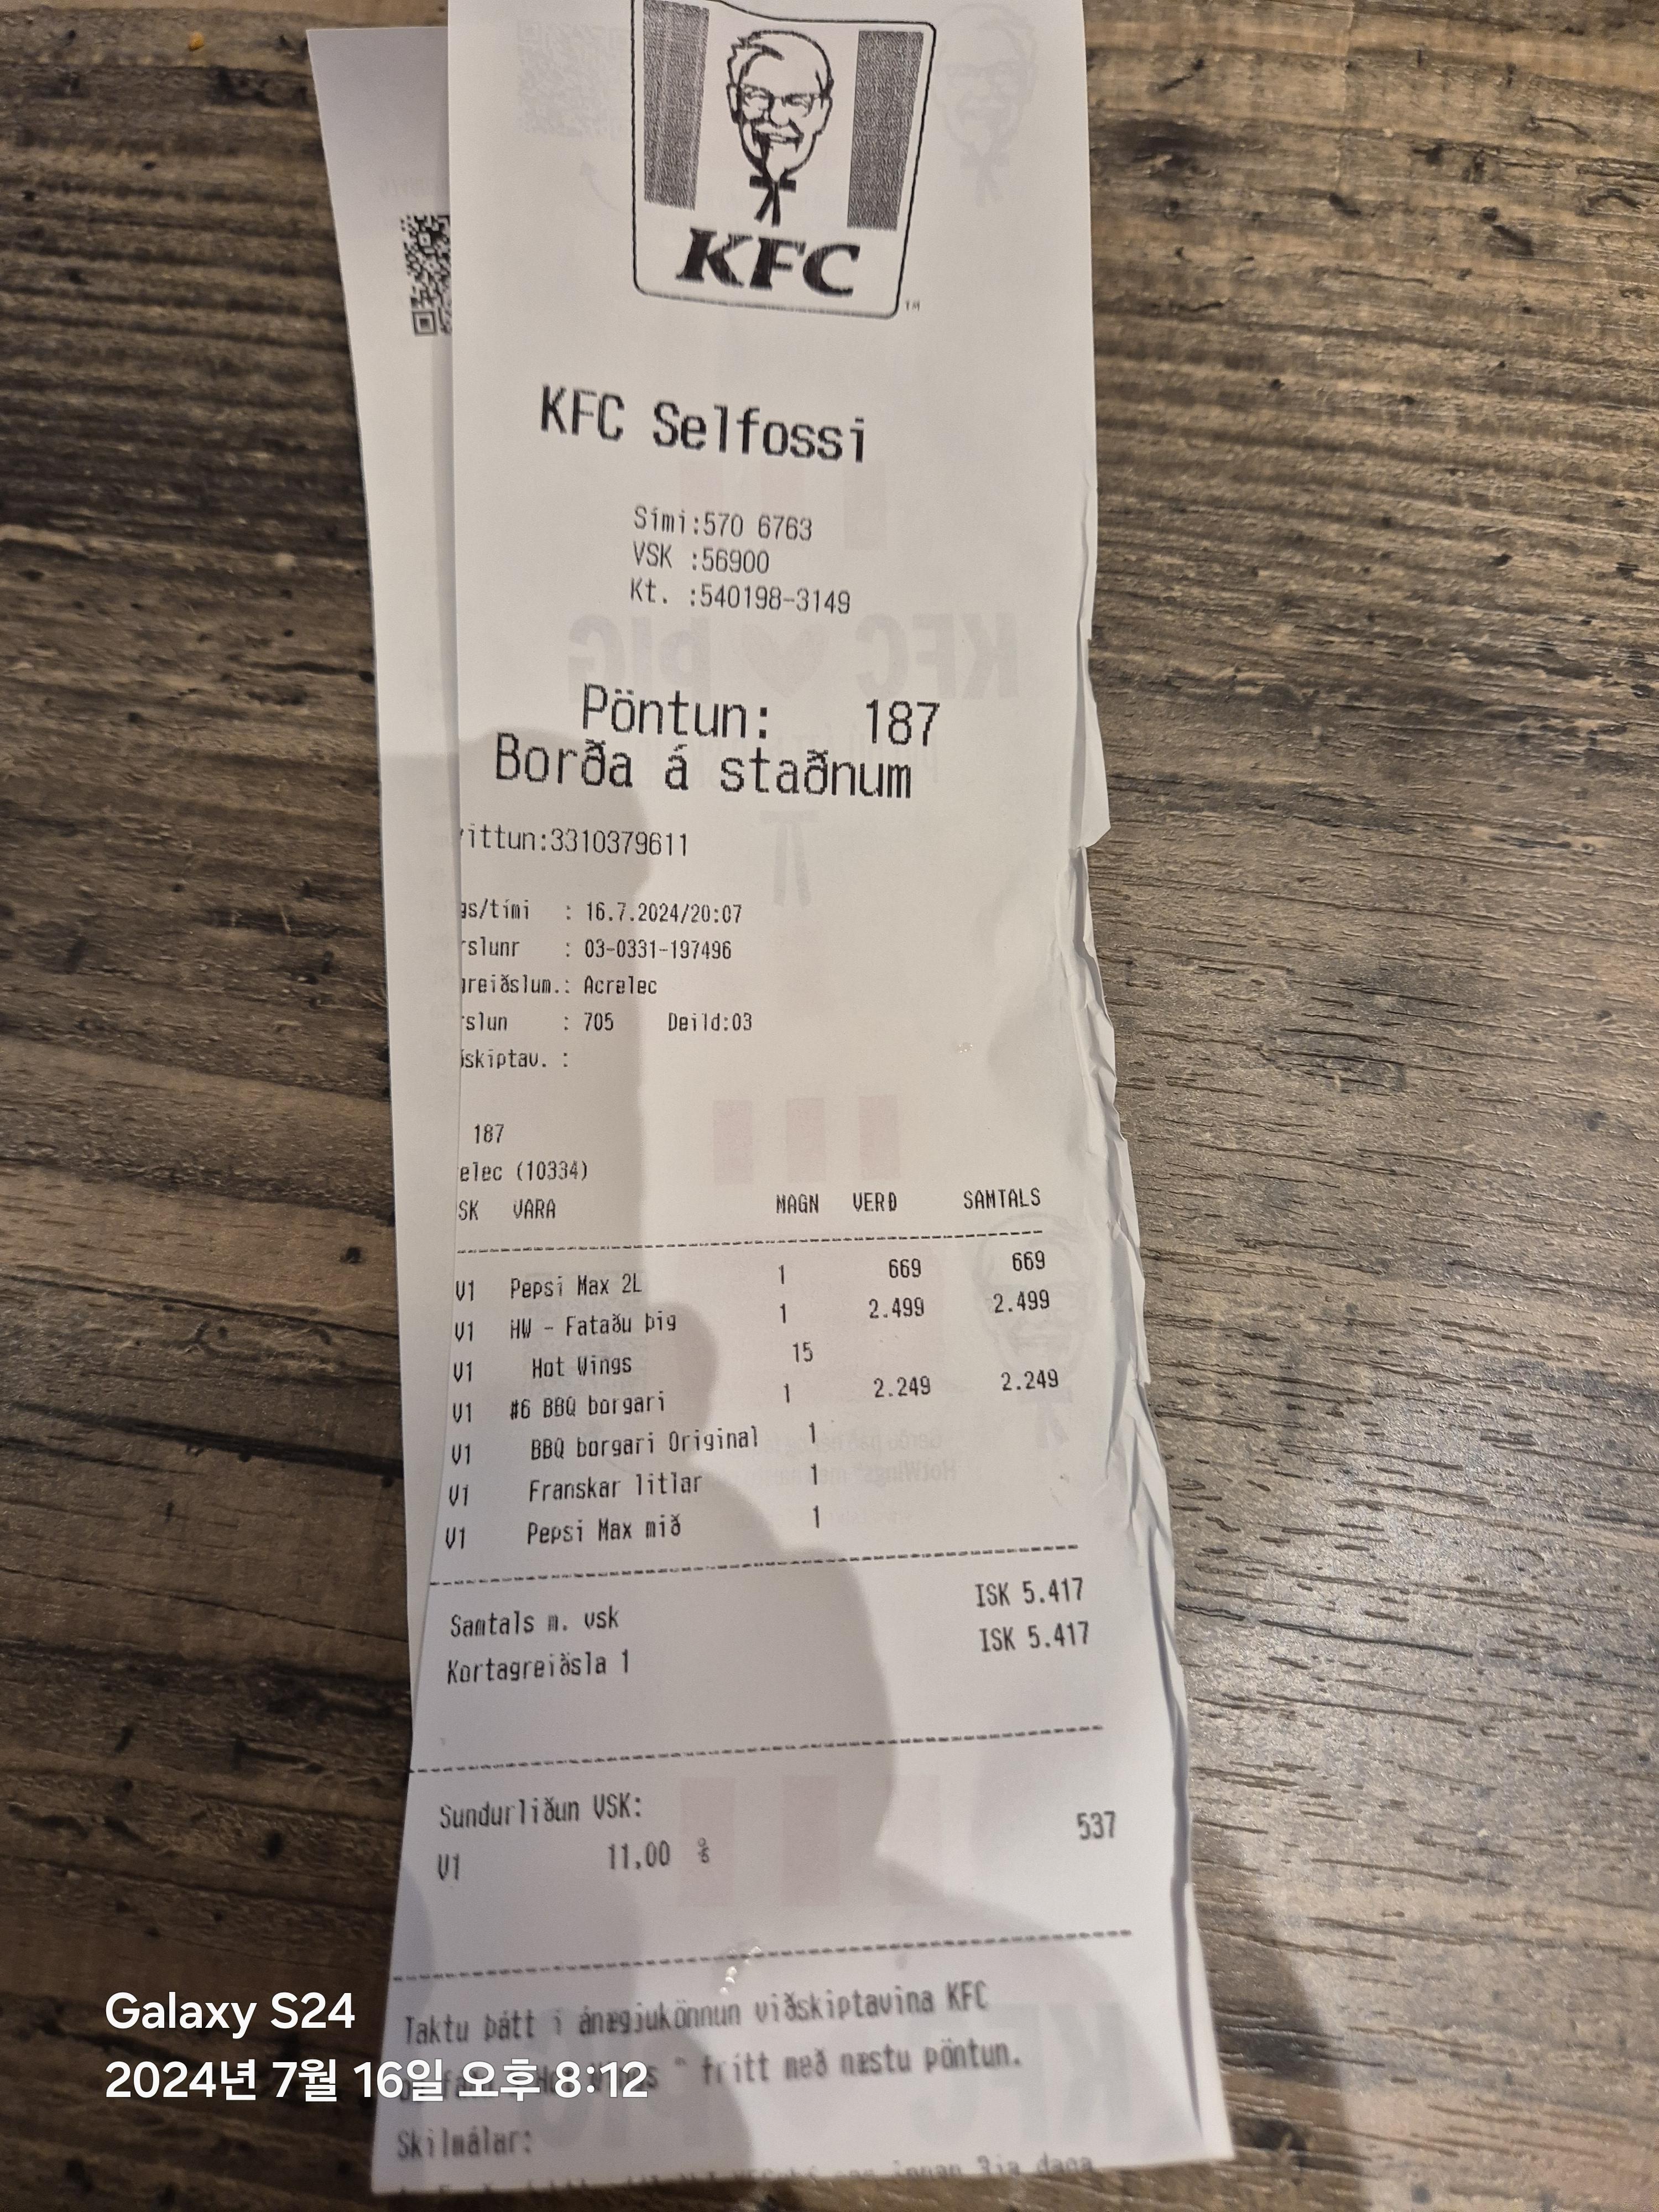 KFC
TM
KFC Selfossi
Sími:570 6763
VSK :56900
Kt. :540198-3149
Pöntun: 187
Borða á staðnum
ittun:3310379611
gs/tími : 16.7.2024/20:07
rslunr : 03-0331-197496
greiðslum.: Acrelec
rslun : 705 Deild:03
skiptav. :
187
elec (10334)
SK VARA MAGN VERÐ SAMTALS
V1 Pepsi Max 2L 1 669 669
V1 HW - Fataðu þig 1 2.499 2.499
V1 Hot Wings 15
V1 #6 BBQ borgari 1 2.249 2.249
V1 BBQ borgari Original 1
V1 Franskar litlar 1
V1 Pepsi Max mið 1
Samtals m. vsk ISK 5.417
Kortagreiðsla 1 ISK 5.417
Sundurliðun VSK:
V1 11,00 % 537
Taktu þátt í ánægjukönnun viðskiptavina KFC
" frítt með næstu pöntun.
Skilmálar:
innan 3ja daga
Galaxy S24
2024년 7월 16일 오후 8:12